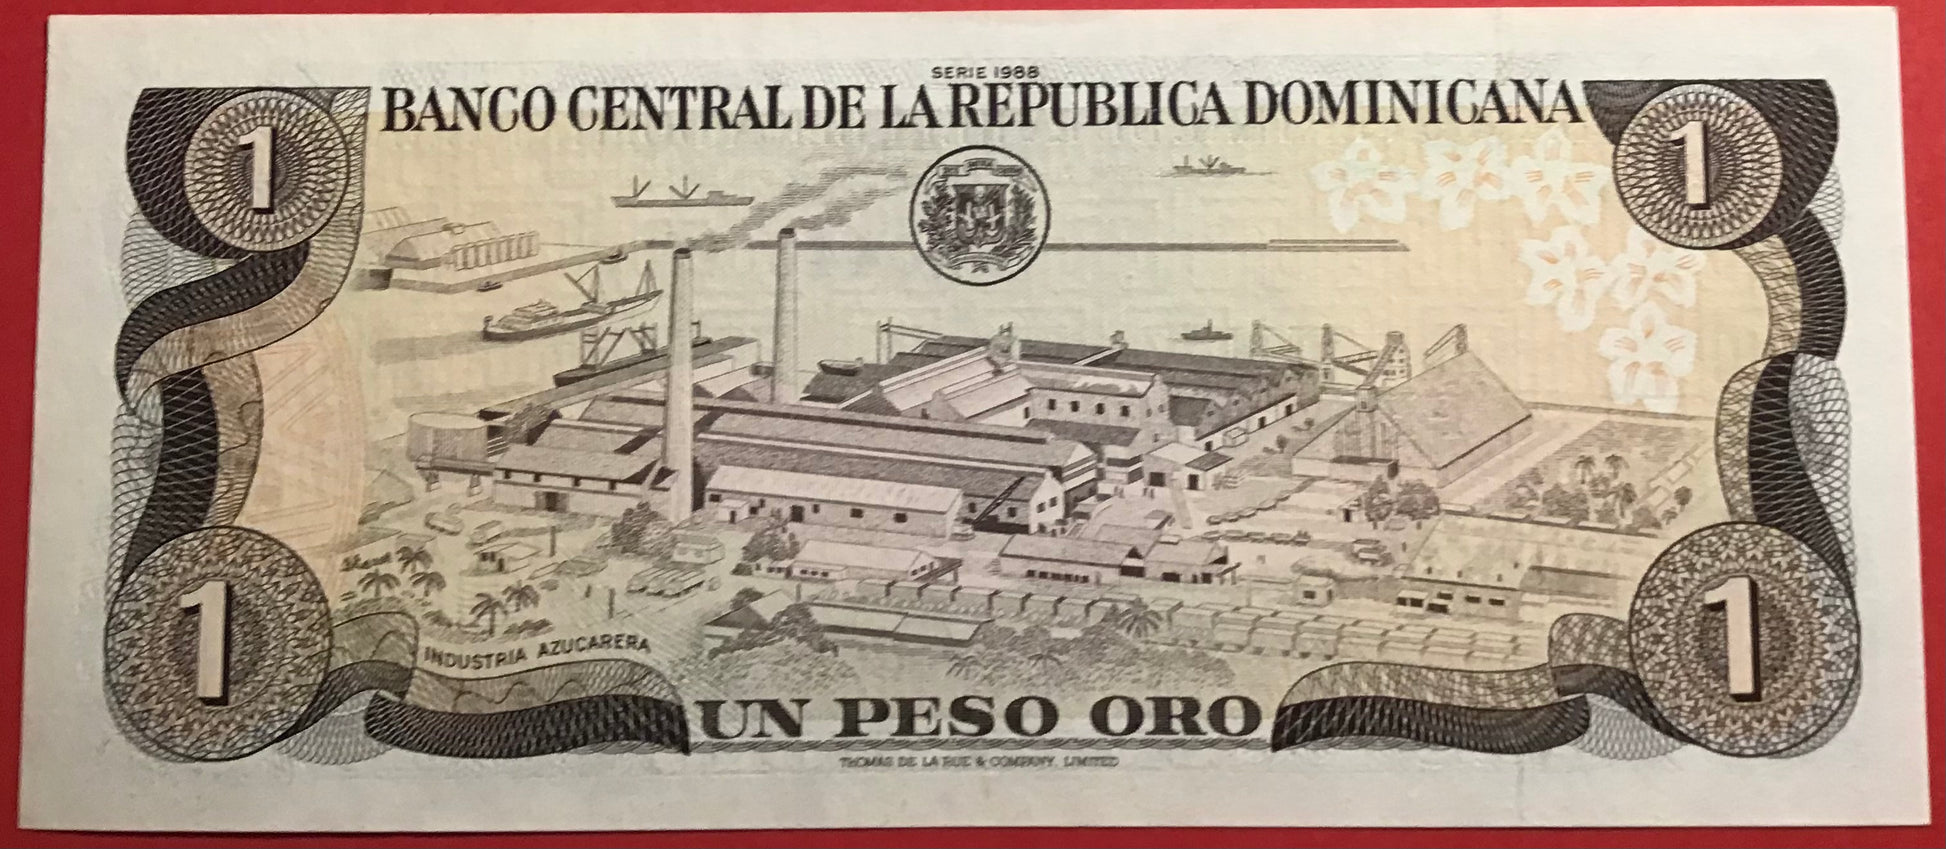 SERIE 1988
BANCO CENTRAL DE LA REPUBLICA DOMINICANA
1
1
INDUSTRIA AZUCARERA
1
1
UN PESO ORO
THOMAS DE LA RUE & COMPANY, LIMITED